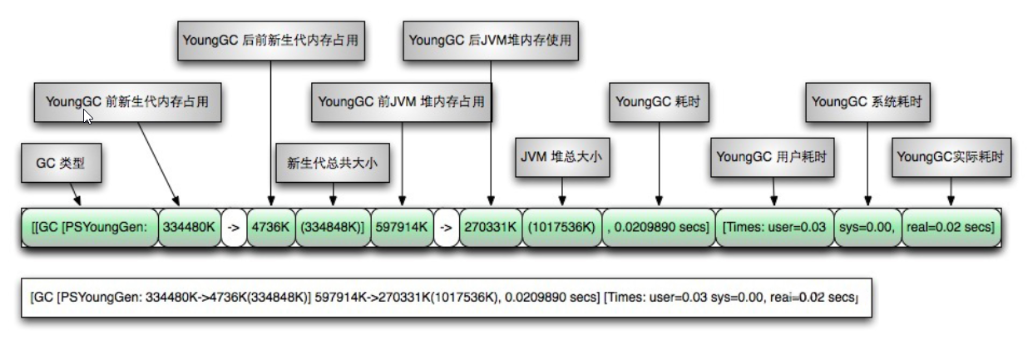 YoungGC 后前新生代内存占用
YoungGC 后JVM堆内存使用
YoungGC 前新生代内存占用
YoungGC 前JVM 堆内存占用
YoungGC 耗时
YoungGC 系统耗时
GC 类型
新生代总共大小
JVM 堆总大小
YoungGC 用户耗时
YoungGC实际耗时
[[GC [PSYoungGen: 334480K -> 4736K (334848K)] 597914K -> 270331K (1017536K) , 0.0209890 secs] [Times: user=0.03 sys=0.00, real=0.02 secs]
[GC [PSYoungGen: 334480K->4736K(334848K)] 597914K->270331K(1017536K), 0.0209890 secs] [Times: user=0.03 sys=0.00, real=0.02 secs]